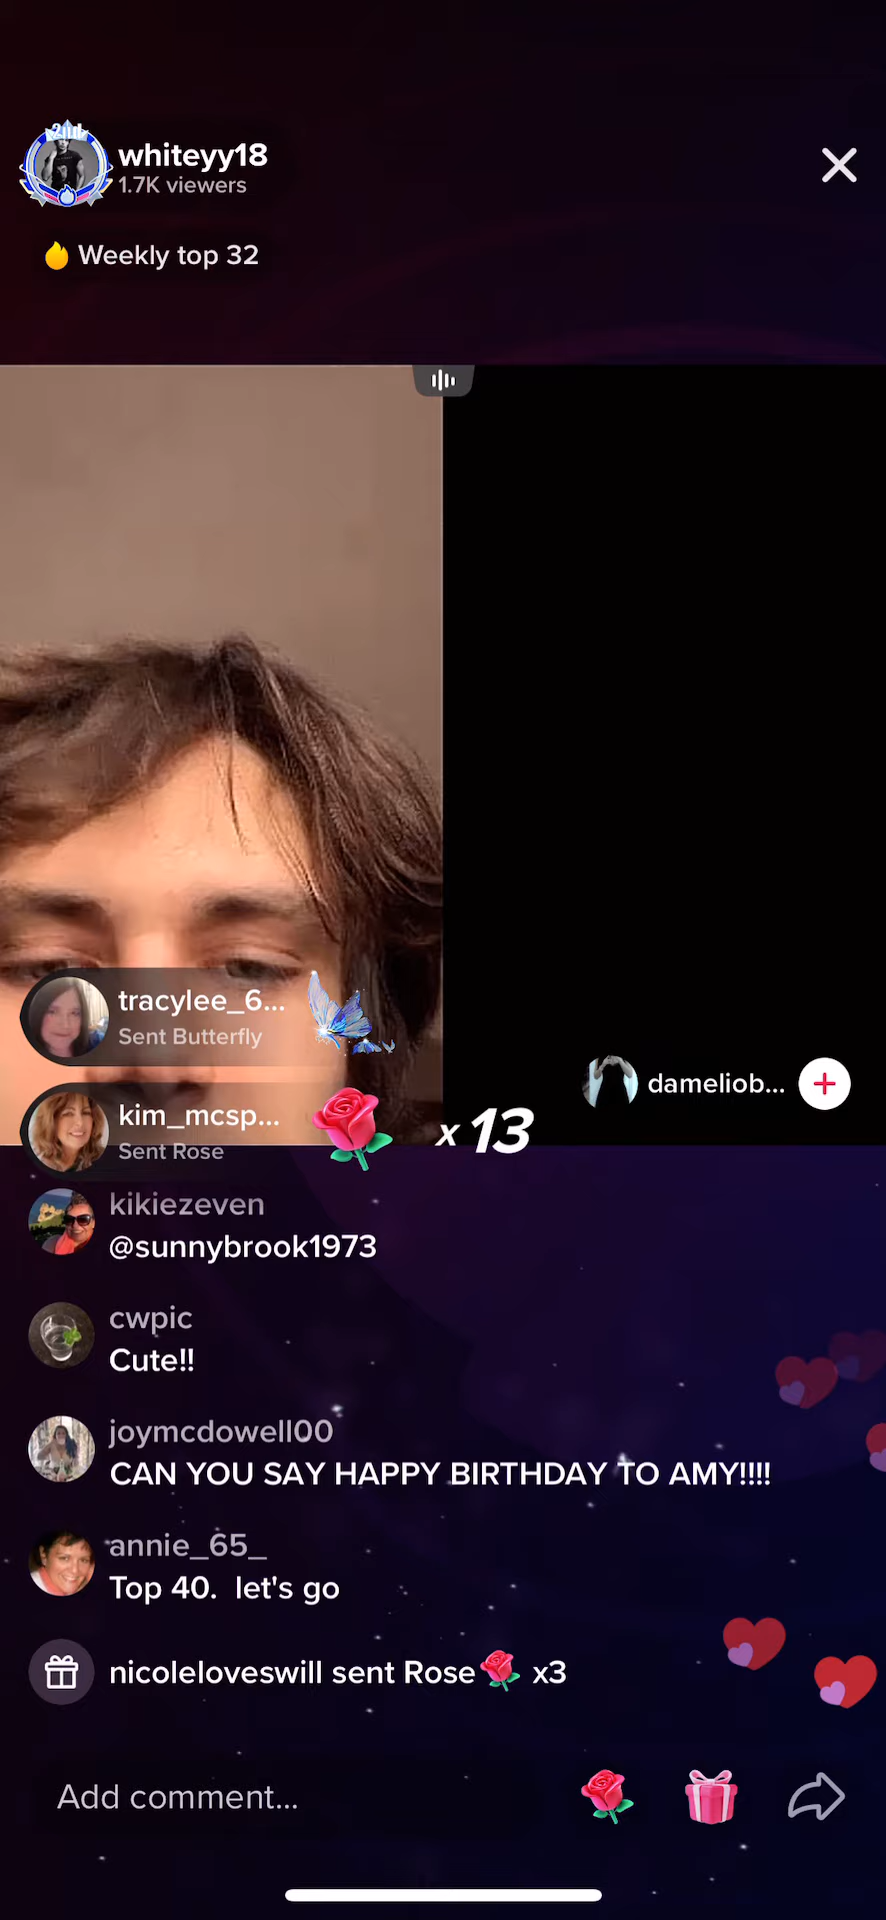 2nd
whiteyy18
1.7K viewers
Weekly top 32
tracylee_6...
Sent Butterfly
dameliob...
kim_mcsp...
Sent Rose
x 13
kikiezeven
@sunnybrook1973
cwpic
Cute!!
joymcdowell00
CAN YOU SAY HAPPY BIRTHDAY TO AMY!!!!
annie_65_
Top 40. let's go
nicoleloveswill sent Rose x3
Add comment...